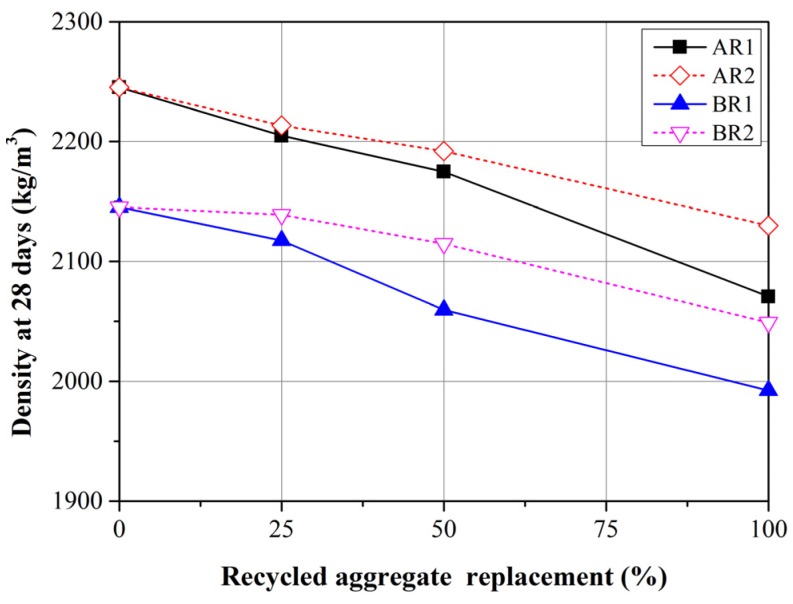 2300
2200
2100
2000
1900
Density at 28 days (kg/m³)
AR1
AR2
BR1
BR2
0 25 50 75 100
Recycled aggregate replacement (%)